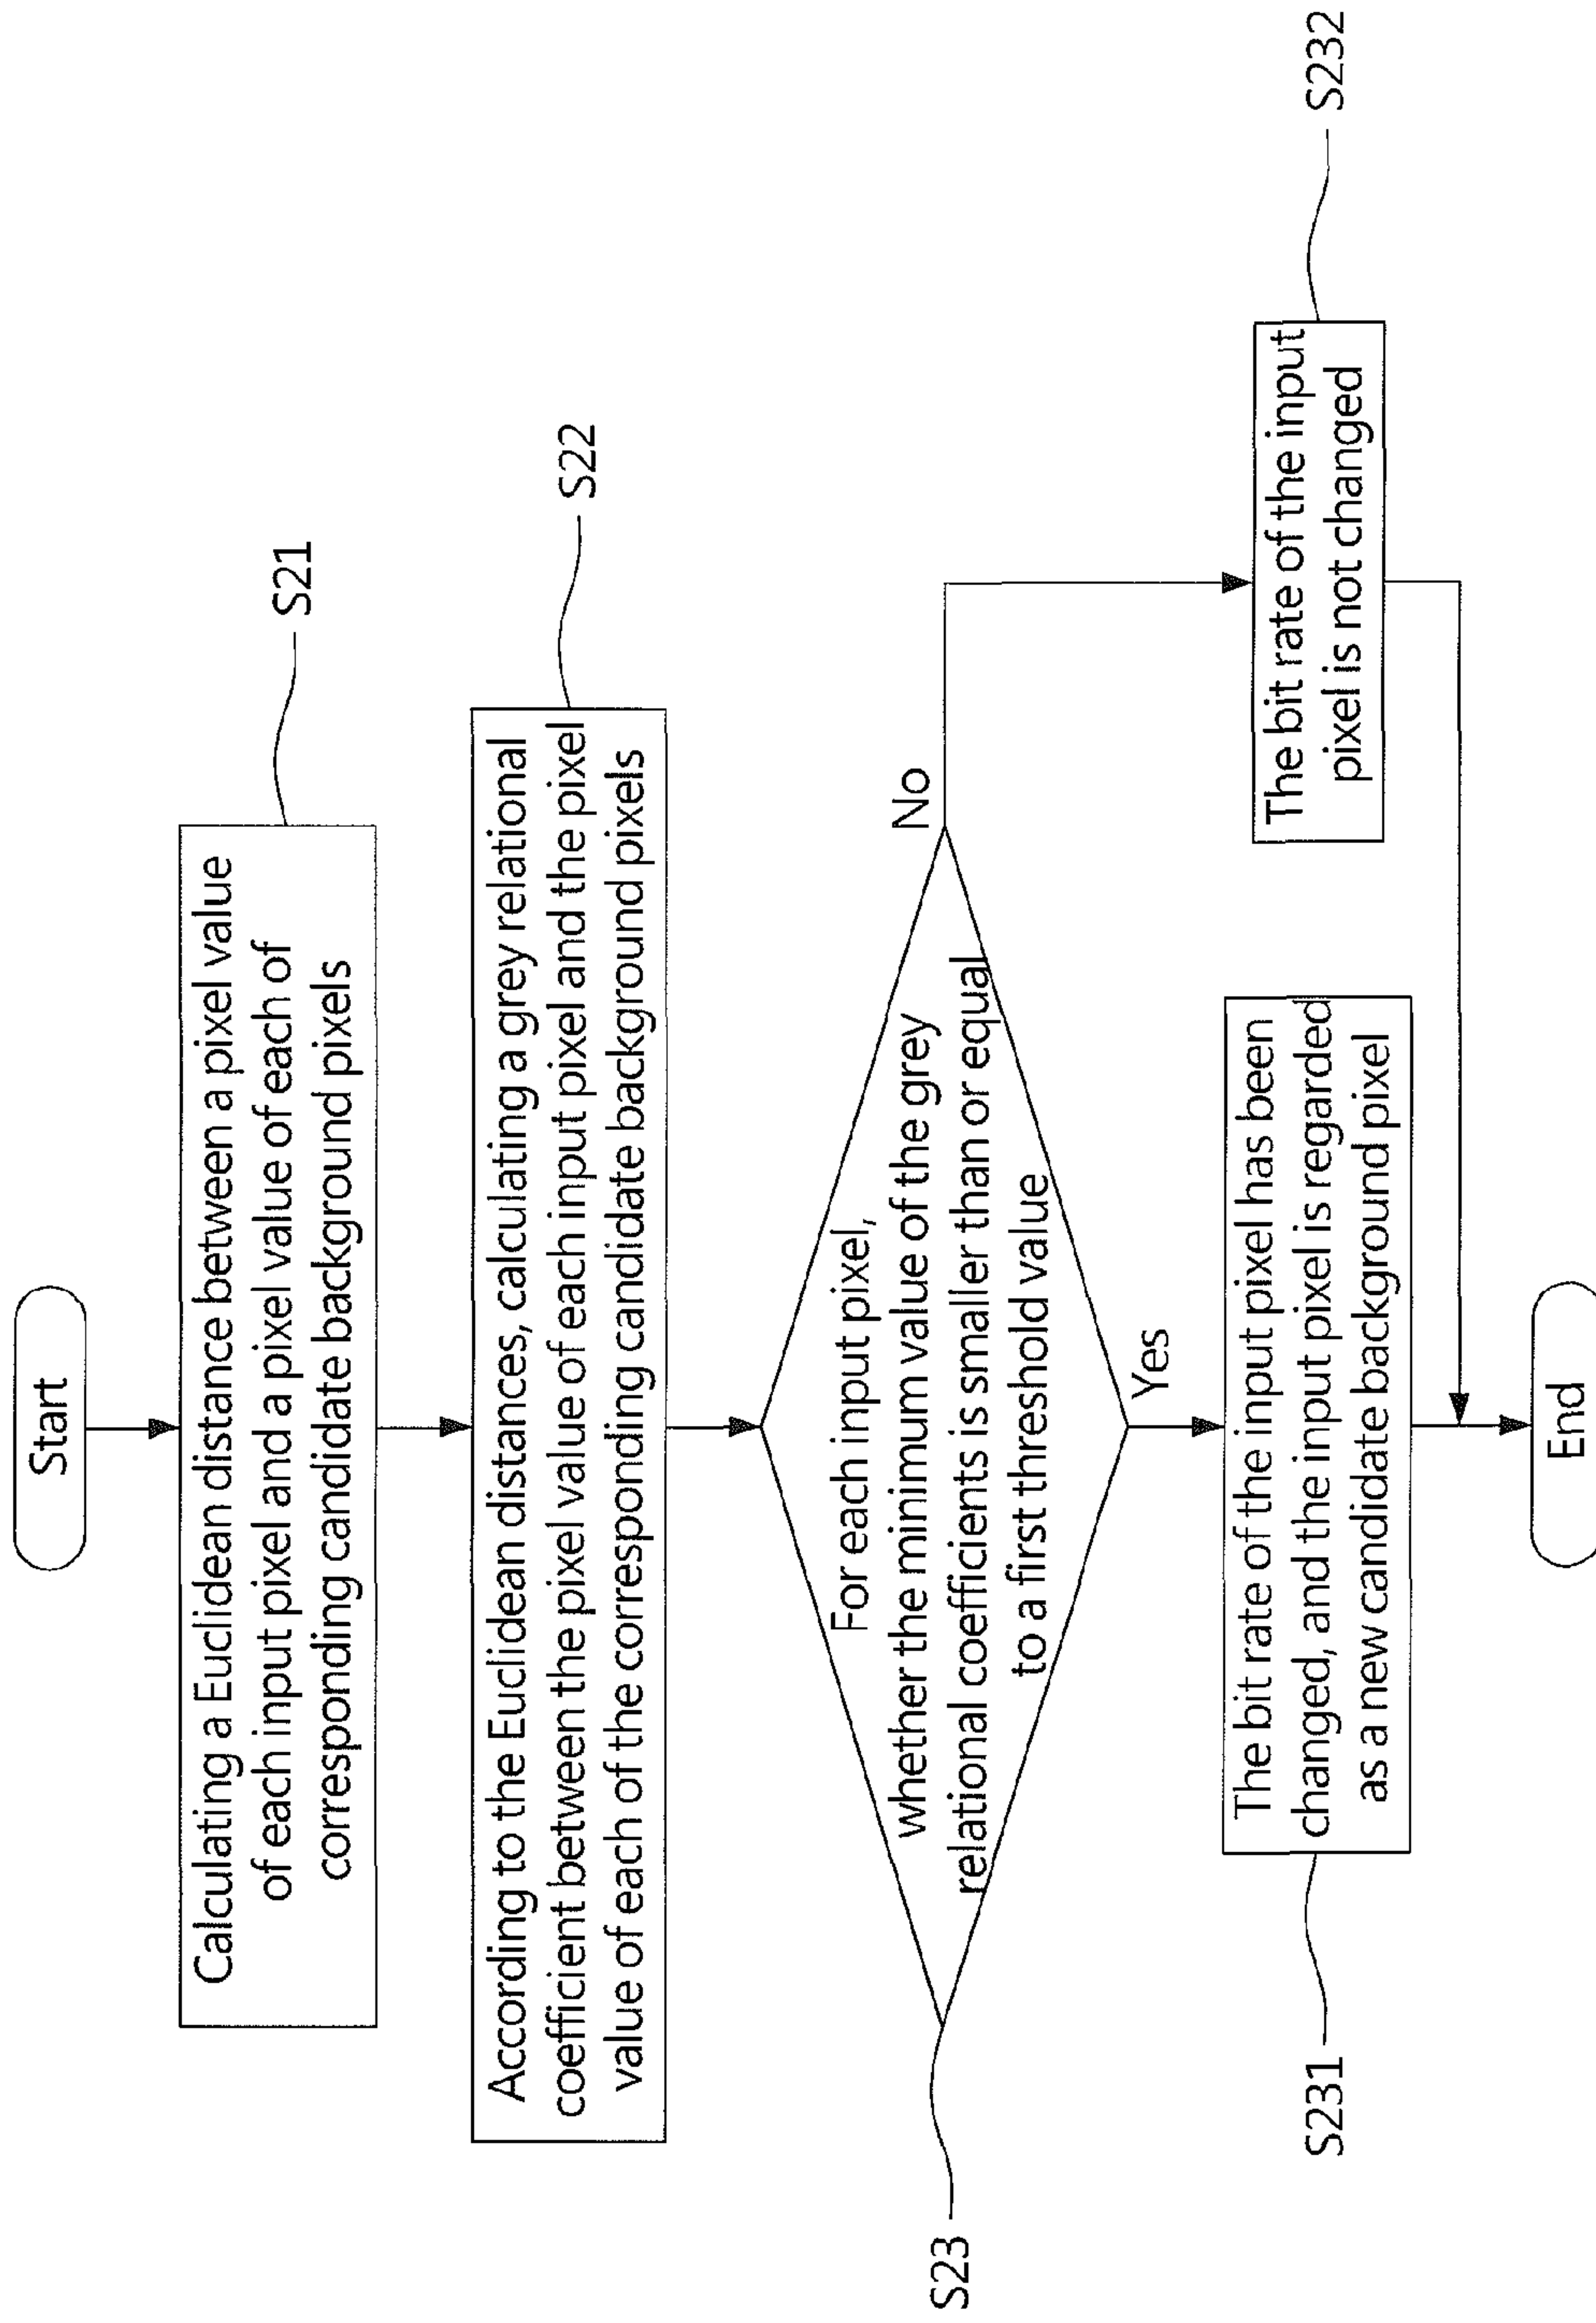 Start
Calculating a Euclidean distance between a pixel value
of each input pixel and a pixel value of each of
corresponding candidate background pixels
S21
According to the Euclidean distances, calculating a grey relational
coefficient between the pixel value of each input pixel and the pixel
value of each of the corresponding candidate background pixels
S22
S23
For each input pixel,
whether the minimum value of the grey
relational coefficients is smaller than or equal
to a first threshold value
No
Yes
S231
The bit rate of the input pixel has been
changed, and the input pixel is regarded
as a new candidate background pixel
The bit rate of the input
pixel is not changed
S232
End